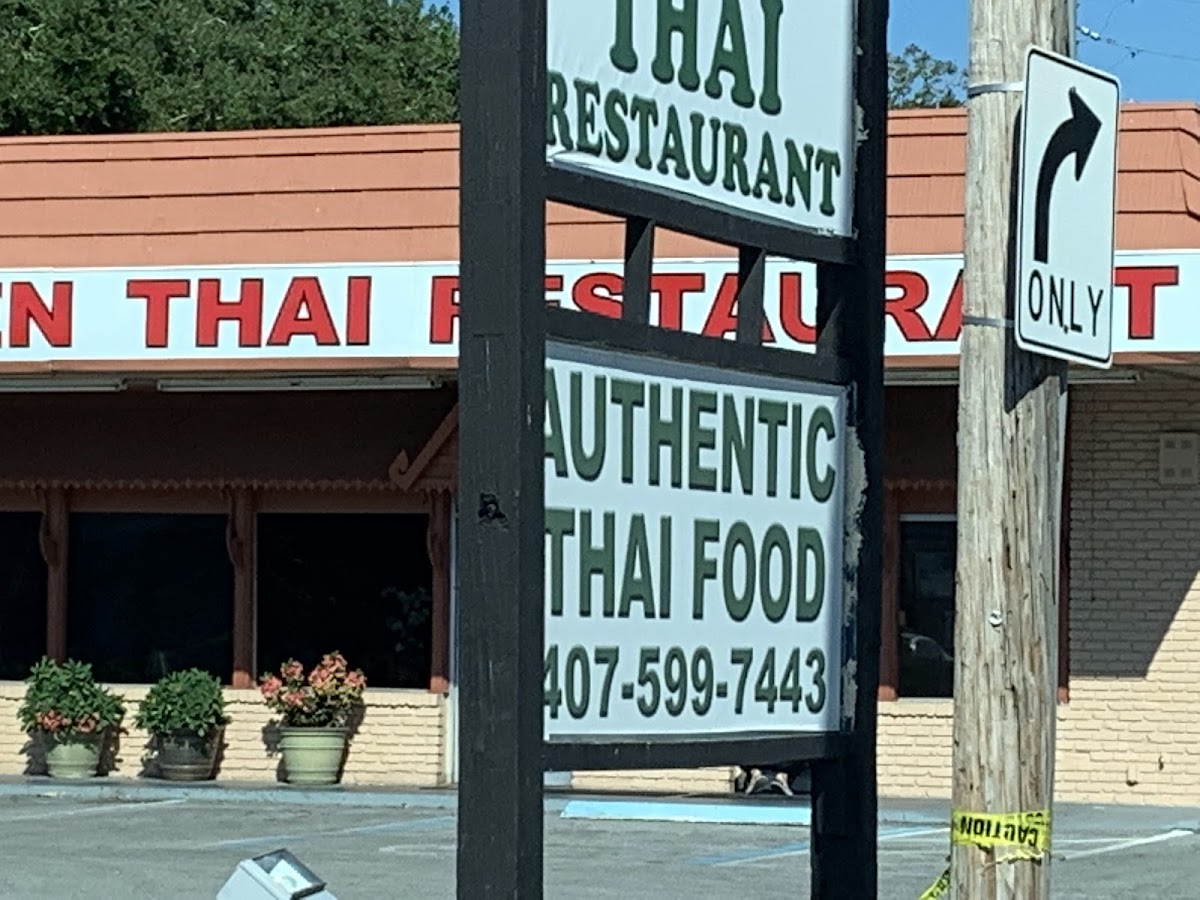 THAI
RESTAURANT
EN THAI RESTAURANT
ONLY
AUTHENTIC
THAI FOOD
407-599-7443
CAUTION